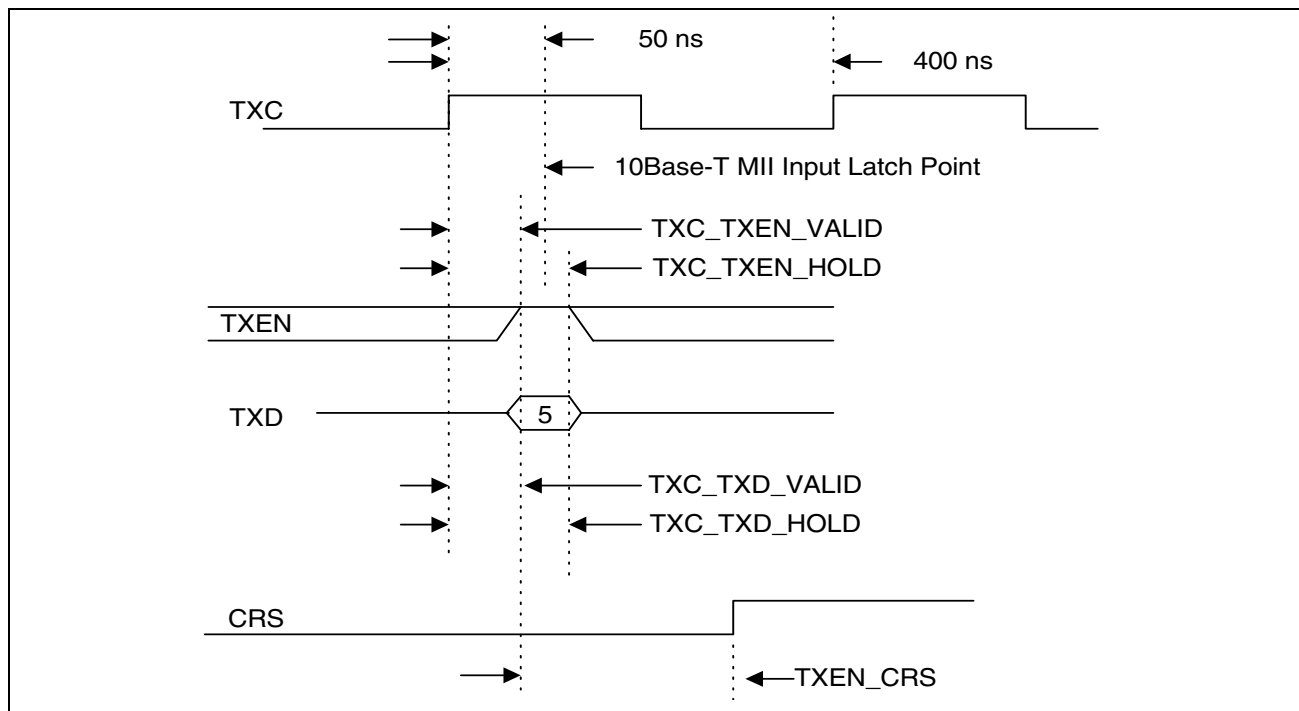 50 ns
400 ns
TXC
10Base-T MII Input Latch Point
TXC_TXEN_VALID
TXC_TXEN_HOLD
TXEN
TXD
5
TXC_TXD_VALID
TXC_TXD_HOLD
CRS
TXEN_CRS